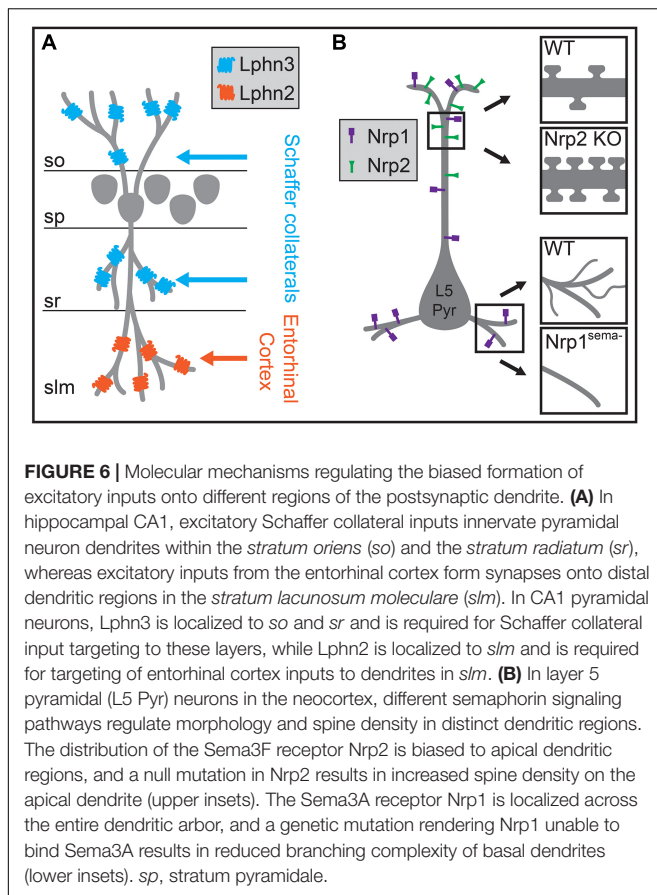 A
Lphn3
Lphn2
so
sp
sr
slm
Schaffer collaterals
Entorhinal
Cortex
B
Nrp1
Nrp2
L5
Pyr
WT
Nrp2 KO
WT
Nrp1sema-
FIGURE 6 | Molecular mechanisms regulating the biased formation of
excitatory inputs onto different regions of the postsynaptic dendrite. (A) In
hippocampal CA1, excitatory Schaffer collateral inputs innervate pyramidal
neuron dendrites within the stratum oriens (so) and the stratum radiatum (sr),
whereas excitatory inputs from the entorhinal cortex form synapses onto distal
dendritic regions in the stratum lacunosum moleculare (slm). In CA1 pyramidal
neurons, Lphn3 is localized to so and sr and is required for Schaffer collateral
input targeting to these layers, while Lphn2 is localized to slm and is required
for targeting of entorhinal cortex inputs to dendrites in slm. (B) In layer 5
pyramidal (L5 Pyr) neurons in the neocortex, different semaphorin signaling
pathways regulate morphology and spine density in distinct dendritic regions.
The distribution of the Sema3F receptor Nrp2 is biased to apical dendritic
regions, and a null mutation in Nrp2 results in increased spine density on the
apical dendrite (upper insets). The Sema3A receptor Nrp1 is localized across
the entire dendritic arbor, and a genetic mutation rendering Nrp1 unable to
bind Sema3A results in reduced branching complexity of basal dendrites
(lower insets). sp, stratum pyramidale.